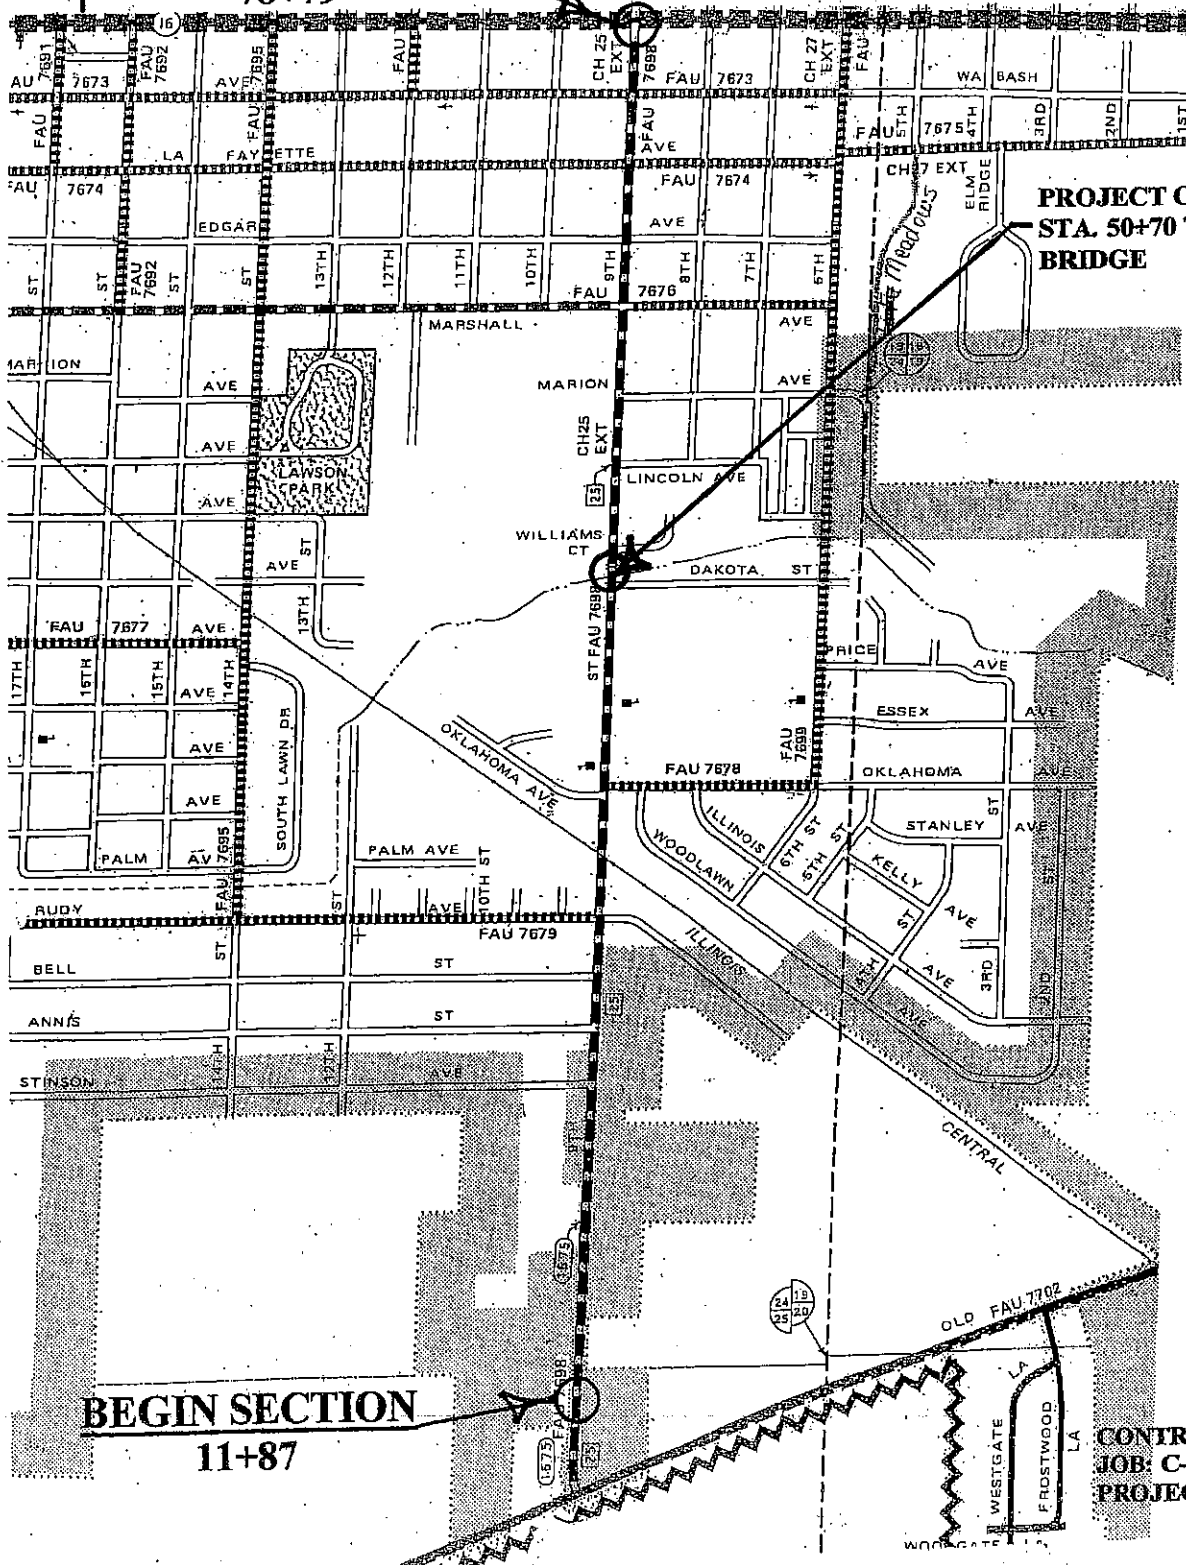 16
CH 25
EXT
7698
CH 27
EXT
FAU
FAU
7691
FAU
7692
7695
FAU
AU 7673 AVE
FAU 7673
WABASH
FAU
FAU
FAU
AVE
5TH
4TH
3RD
2ND
1ST
FAU 7675
LA FAYETTE
FAU 7674
FAU 7674
CH 27 EXT
ELM
RIDGE
Meadows
PROJECT C
STA. 50+70
BRIDGE
EDGAR
AVE
ST
ST
FAU
7692
ST
ST
13TH
12TH
11TH
10TH
9TH
8TH
7TH
6TH
FAU 7676
MARSHALL
AVE
MARION
AVE
MARION
AVE
CH25
EXT
AVE
LAWSON
PARK
25
LINCOLN AVE
AVE
WILLIAMS
CT
AVE
ST
DAKOTA ST
13TH
FAU 7677 AVE
ST FAU 7698
PRICE AVE
17TH
16TH
15TH
14TH
AVE
ESSEX AVE
SOUTH LAWN DR
OKLAHOMA AVE
FAU
7699
AVE
FAU 7678
OKLAHOMA AVE
AVE
ILLINOIS
6TH ST
5TH ST
ST
STANLEY AVE
WOODLAWN
KELLY AVE
PALM AV
FAU 7695
PALM AVE
10TH ST
ST
ST
RUDY
ST
AVE
FAU 7679
ILLINOIS
ST
4TH
AVE
3RD
2ND
BELL ST
25
AVE
ANNIS ST
14TH
12TH
STINSON AVE
CENTRAL
24 19
25 20
OLD FAU 7702
BEGIN SECTION
11+87
25
LA
WESTGATE
FROSTWOOD
LA
CONTR
JOB: C-
PROJEC
WOODGATE LA